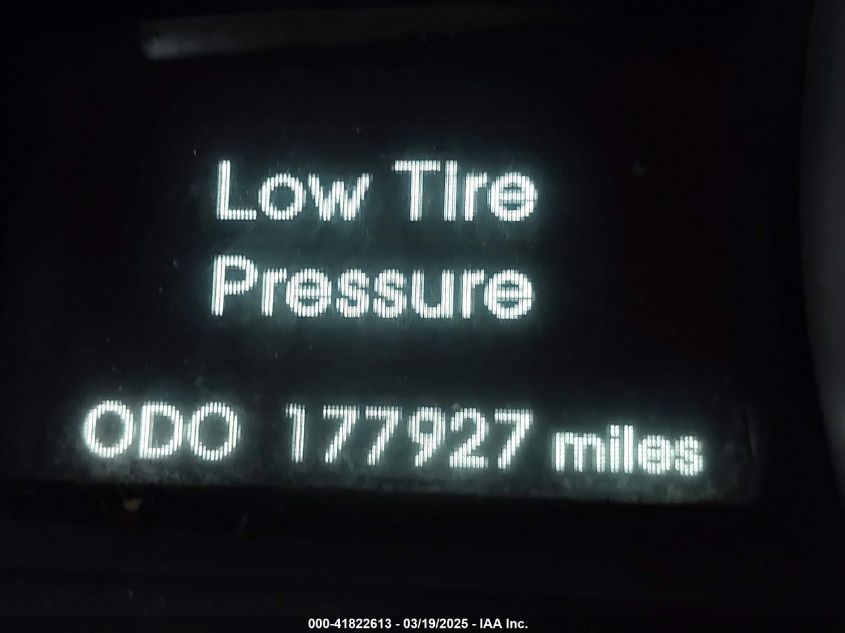 Low Tire
Pressure
ODO 177927 miles
000-41822613 - 03/19/2025 - IAA Inc.